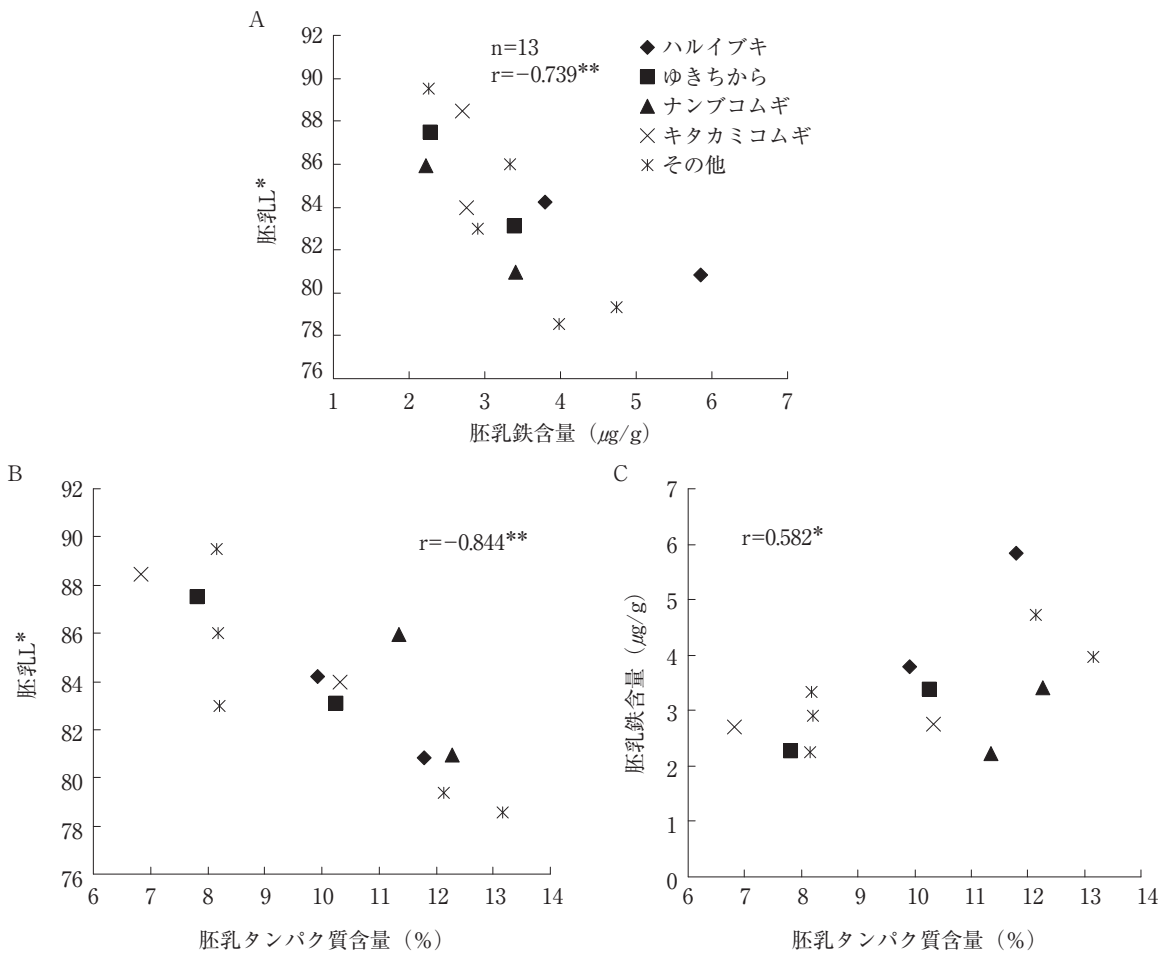 A
92
90
88
86
84
82
80
78
76
胚乳L*
n=13
r=−0.739**
ハルイブキ
ゆきちから
ナンブコムギ
キタカミコムギ
その他
1 2 3 4 5 6 7
胚乳鉄含量（μg/g）
B
92
90
88
86
84
82
80
78
76
胚乳L*
r=−0.844**
6 7 8 9 10 11 12 13 14
胚乳タンパク質含量（%）
C
7
6
5
4
3
2
1
0
胚乳鉄含量（μg/g）
r=0.582*
6 7 8 9 10 11 12 13 14
胚乳タンパク質含量（%）